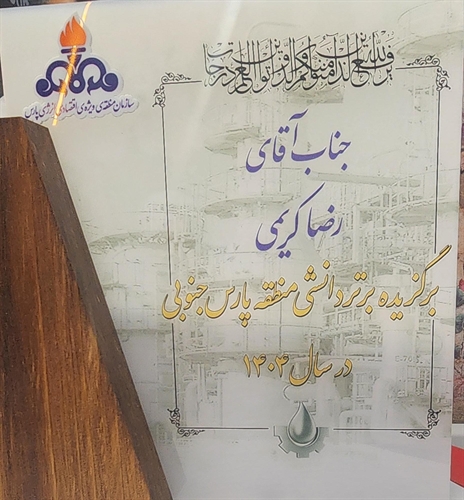 یرفع الله الذین آمنوا منکم والذین اوتوا العلم درجات
سازمان منطقه‌ی ویژه‌ی اقتصادی انرژی پارس
جناب آقای
رضا کریمی
برگزیده برتر دانشی منطقه پارس جنوبی
در سال ۱۴۰۴